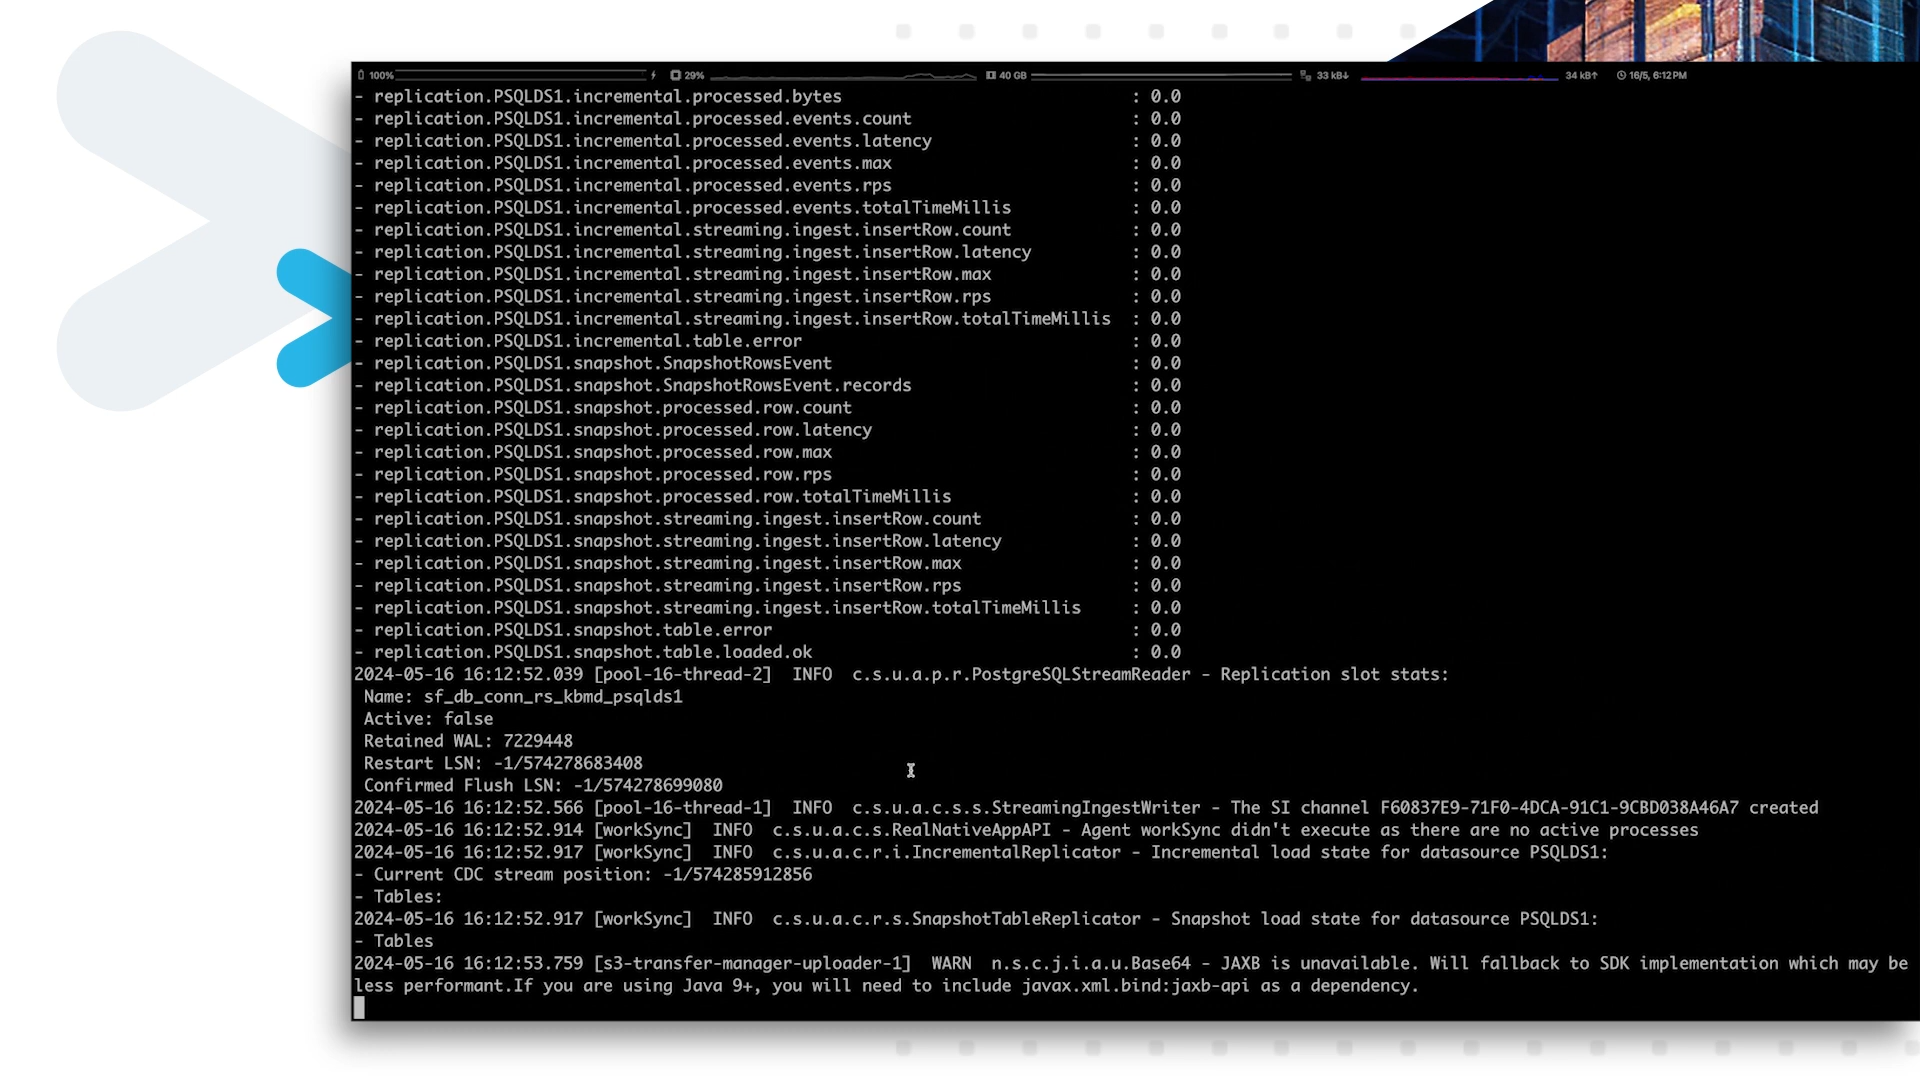 100% 29% 40 GB 33 kB↓ 34 kB↑ 16/5, 6:12 PM
- replication.PSQLDS1.incremental.processed.bytes : 0.0
- replication.PSQLDS1.incremental.processed.events.count : 0.0
- replication.PSQLDS1.incremental.processed.events.latency : 0.0
- replication.PSQLDS1.incremental.processed.events.max : 0.0
- replication.PSQLDS1.incremental.processed.events.rps : 0.0
- replication.PSQLDS1.incremental.processed.events.totalTimeMillis : 0.0
- replication.PSQLDS1.incremental.streaming.ingest.insertRow.count : 0.0
- replication.PSQLDS1.incremental.streaming.ingest.insertRow.latency : 0.0
- replication.PSQLDS1.incremental.streaming.ingest.insertRow.max : 0.0
- replication.PSQLDS1.incremental.streaming.ingest.insertRow.rps : 0.0
- replication.PSQLDS1.incremental.streaming.ingest.insertRow.totalTimeMillis : 0.0
- replication.PSQLDS1.incremental.table.error : 0.0
- replication.PSQLDS1.snapshot.SnapshotRowsEvent : 0.0
- replication.PSQLDS1.snapshot.SnapshotRowsEvent.records : 0.0
- replication.PSQLDS1.snapshot.processed.row.count : 0.0
- replication.PSQLDS1.snapshot.processed.row.latency : 0.0
- replication.PSQLDS1.snapshot.processed.row.max : 0.0
- replication.PSQLDS1.snapshot.processed.row.rps : 0.0
- replication.PSQLDS1.snapshot.processed.row.totalTimeMillis : 0.0
- replication.PSQLDS1.snapshot.streaming.ingest.insertRow.count : 0.0
- replication.PSQLDS1.snapshot.streaming.ingest.insertRow.latency : 0.0
- replication.PSQLDS1.snapshot.streaming.ingest.insertRow.max : 0.0
- replication.PSQLDS1.snapshot.streaming.ingest.insertRow.rps : 0.0
- replication.PSQLDS1.snapshot.streaming.ingest.insertRow.totalTimeMillis : 0.0
- replication.PSQLDS1.snapshot.table.error : 0.0
- replication.PSQLDS1.snapshot.table.loaded.ok : 0.0
2024-05-16 16:12:52.039 [pool-16-thread-2] INFO c.s.u.a.p.r.PostgreSQLStreamReader - Replication slot stats:
Name: sf_db_conn_rs_kbmd_psqlds1
Active: false
Retained WAL: 7229448
Restart LSN: -1/574278683408
Confirmed Flush LSN: -1/574278699080
2024-05-16 16:12:52.566 [pool-16-thread-1] INFO c.s.u.a.c.s.s.StreamingIngestWriter - The SI channel F60837E9-71F0-4DCA-91C1-9CBD038A46A7 created
2024-05-16 16:12:52.914 [workSync] INFO c.s.u.a.c.s.RealNativeAppAPI - Agent workSync didn't execute as there are no active processes
2024-05-16 16:12:52.917 [workSync] INFO c.s.u.a.c.r.i.IncrementalReplicator - Incremental load state for datasource PSQLDS1:
- Current CDC stream position: -1/574285912856
- Tables:
2024-05-16 16:12:52.917 [workSync] INFO c.s.u.a.c.r.s.SnapshotTableReplicator - Snapshot load state for datasource PSQLDS1:
- Tables
2024-05-16 16:12:53.759 [s3-transfer-manager-uploader-1] WARN n.s.c.j.i.a.u.Base64 - JAXB is unavailable. Will fallback to SDK implementation which may be
less performant.If you are using Java 9+, you will need to include javax.xml.bind:jaxb-api as a dependency.